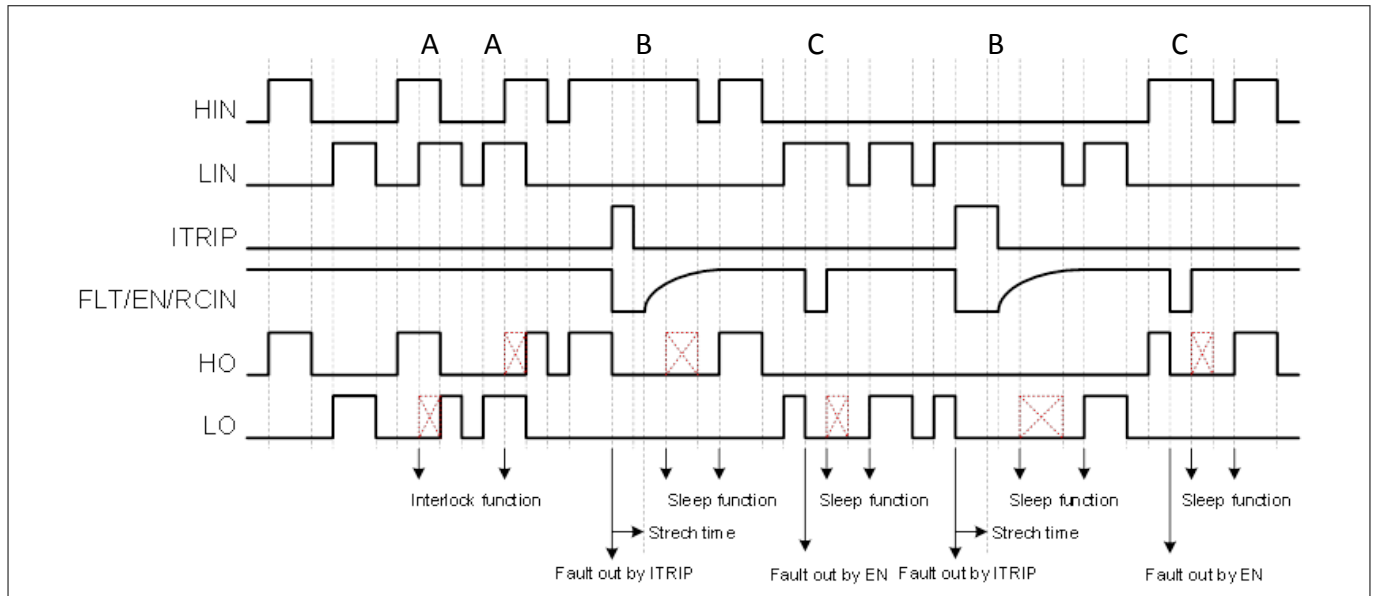 A A B C B C
HIN
LIN
ITRIP
FLT/EN/RCIN
HO
LO
Interlock function Sleep function Sleep function Sleep function Sleep function
Strech time Strech time
Fault out by ITRIP Fault out by EN Fault out by ITRIP Fault out by EN